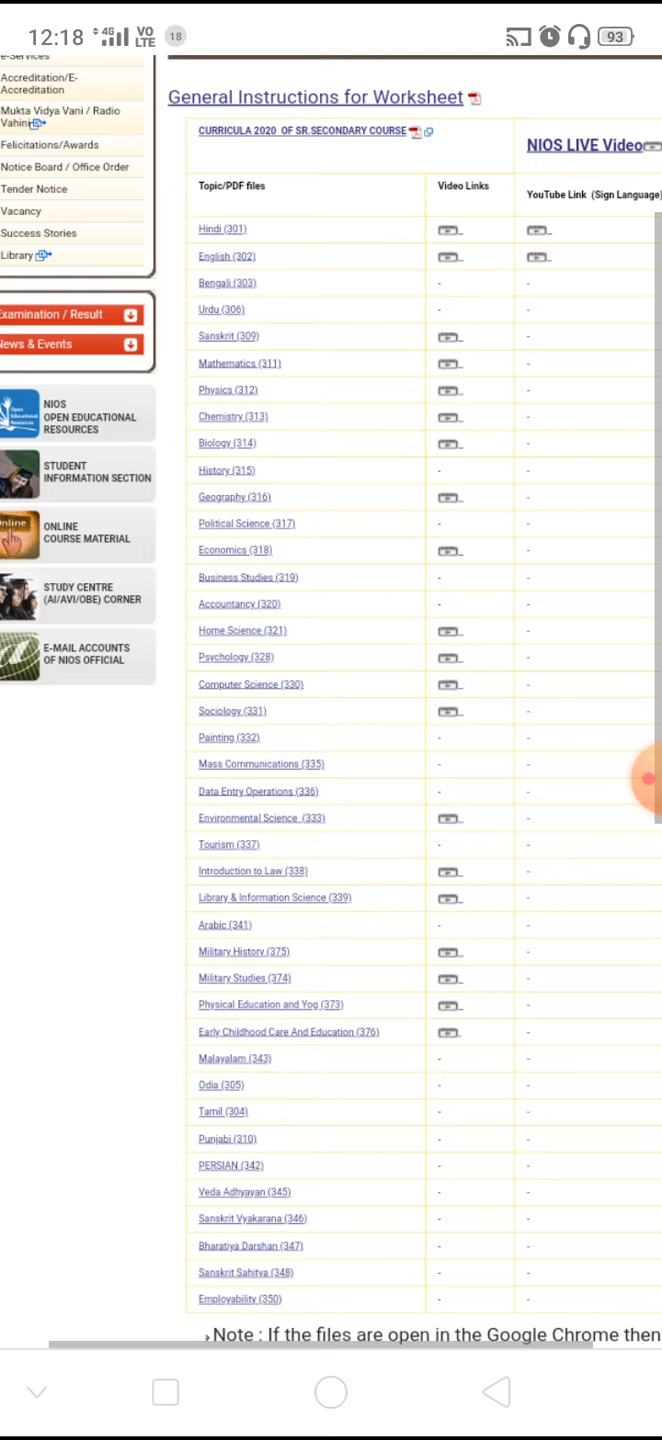 12:18 4G VO LTE 18 93
e-Services
Accreditation/E-
Accreditation
Mukta Vidya Vani / Radio
Vahini
Felicitations/Awards
Notice Board / Office Order
Tender Notice
Vacancy
Success Stories
Library
Examination / Result
News & Events
NIOS
OPEN EDUCATIONAL
RESOURCES
STUDENT
INFORMATION SECTION
Online
ONLINE
COURSE MATERIAL
STUDY CENTRE
(AI/AVI/OBE) CORNER
E-MAIL ACCOUNTS
OF NIOS OFFICIAL
General Instructions for Worksheet
CURRICULA 2020 OF SR.SECONDARY COURSE
NIOS LIVE Video
Topic/PDF files Video Links YouTube Link (Sign Language)
Hindi (301)
English (302)
Bengali (303) - -
Urdu (306) - -
Sanskrit (309) -
Mathematics (311) -
Physics (312) -
Chemistry (313) -
Biology (314) -
History (315) - -
Geography (316) -
Political Science (317) - -
Economics (318) -
Business Studies (319) - -
Accountancy (320) - -
Home Science (321) -
Psychology (328) -
Computer Science (330) -
Sociology (331) -
Painting (332) - -
Mass Communications (335) - -
Data Entry Operations (336) - -
Environmental Science (333) -
Tourism (337) - -
Introduction to Law (338) -
Library & Information Science (339) -
Arabic (341) - -
Military History (375) -
Military Studies (374) -
Physical Education and Yog (373) -
Early Childhood Care And Education (376) -
Malayalam (343) - -
Odia (305) - -
Tamil (304) - -
Punjabi (310) - -
PERSIAN (342) - -
Veda Adhyayan (345) - -
Sanskrit Vyakarana (346) - -
Bharatiya Darshan (347) - -
Sanskrit Sahitya (348) - -
Employability (350) - -
Note : If the files are open in the Google Chrome then